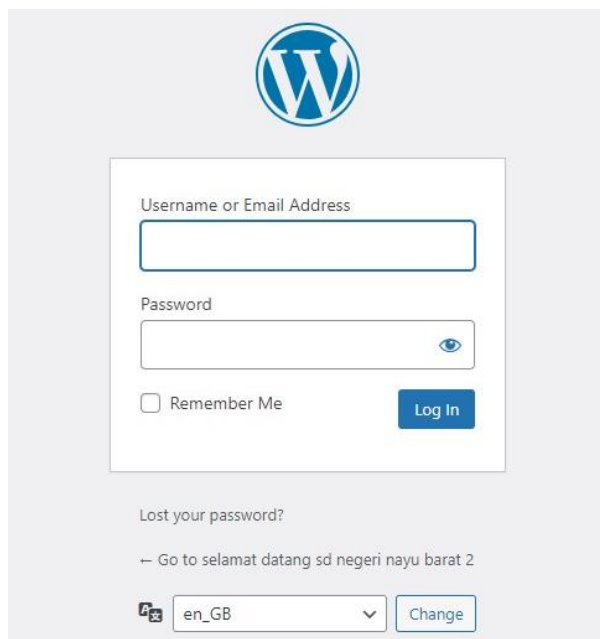 Username or Email Address
Password
Remember Me
Log In
Lost your password?
← Go to selamat datang sd negeri nayu barat 2
en_GB
Change